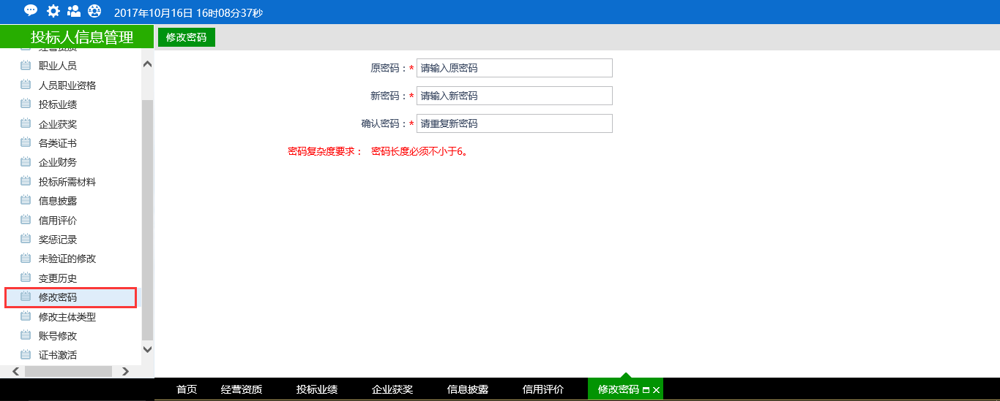 2017年10月16日 16时08分37秒
投标人信息管理
修改密码
经营资质
职业人员
人员职业资格
投标业绩
企业获奖
各类证书
企业财务
投标所需材料
信息披露
信用评价
奖惩记录
未验证的修改
变更历史
修改密码
修改主体类型
账号修改
证书激活
原密码：* 请输入原密码
新密码：* 请输入新密码
确认密码：* 请重复新密码
密码复杂度要求： 密码长度必须不小于6。
首页 经营资质 投标业绩 企业获奖 信息披露 信用评价 修改密码